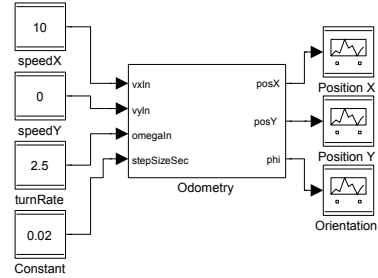 10
speedX
0
speedY
2.5
turnRate
0.02
Constant
vxIn
vyIn
omegaIn
stepSizeSec
posX
posY
phi
Odometry
Position X
Position Y
Orientation